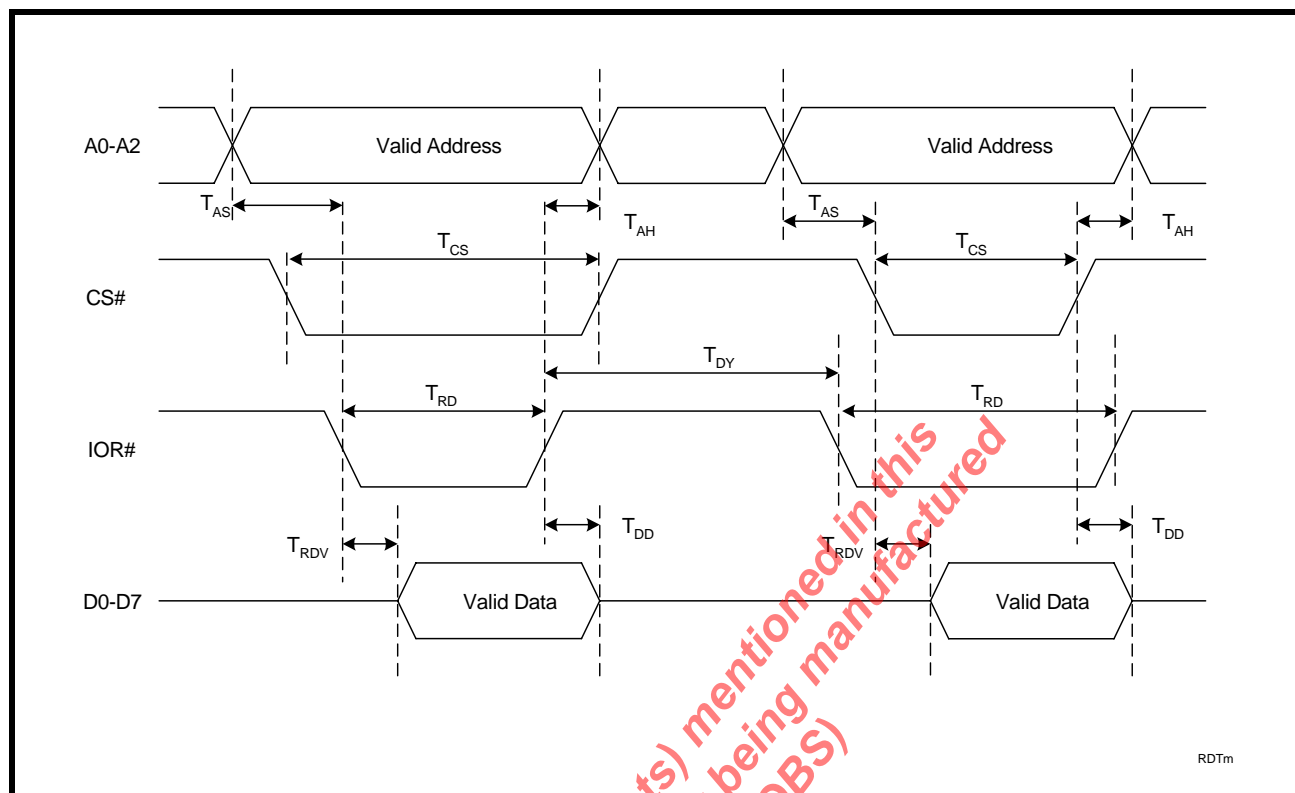 A0-A2
Valid Address
Valid Address
TAS
TAH
TAS
TAH
TCS
TCS
CS#
TDY
TRD
TRD
IOR#
TRDV
TDD
TRDV
TDD
D0-D7
Valid Data
Valid Data
mentioned in this
being manufactured
OBS)
RDTm